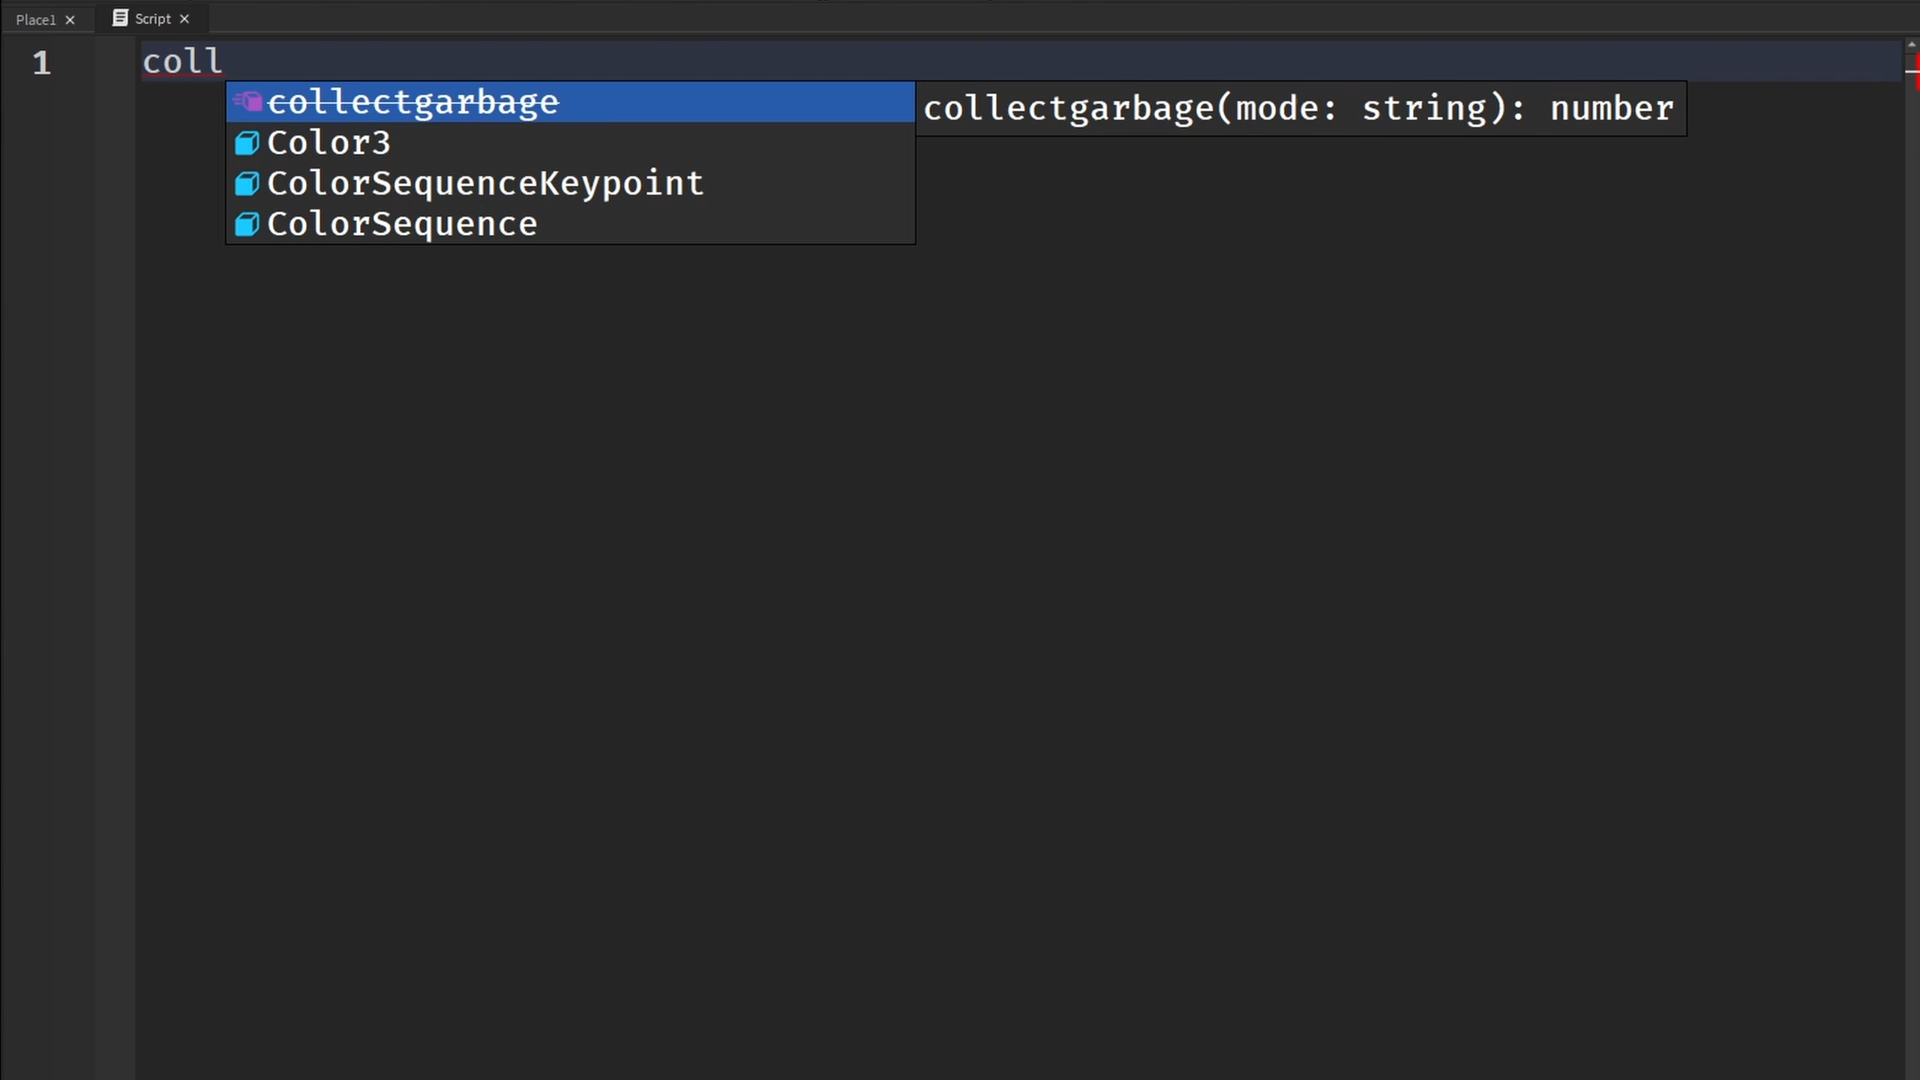 Place1
Script
1
coll
collectgarbage
collectgarbage(mode: string): number
Color3
ColorSequenceKeypoint
ColorSequence